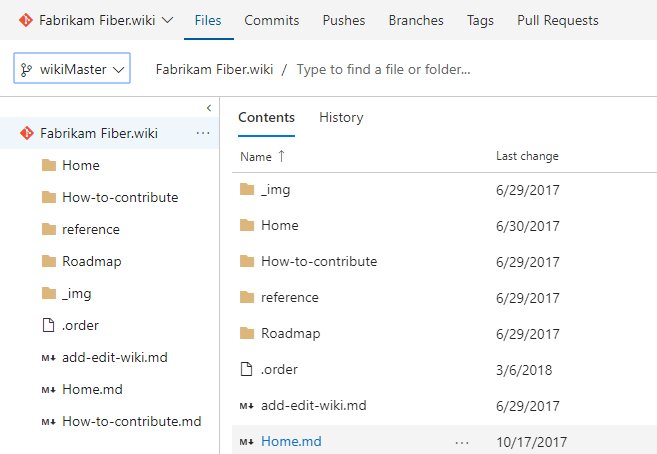 Fabrikam Fiber.wiki Files Commits Pushes Branches Tags Pull Requests
wikiMaster Fabrikam Fiber.wiki / Type to find a file or folder...
Fabrikam Fiber.wiki ...
Home
How-to-contribute
reference
Roadmap
_img
.order
M↓ add-edit-wiki.md
M↓ Home.md
M↓ How-to-contribute.md
Contents History
Name ↑ Last change
_img 6/29/2017
Home 6/30/2017
How-to-contribute 6/29/2017
reference 6/29/2017
Roadmap 6/29/2017
.order 3/6/2018
M↓ add-edit-wiki.md 6/29/2017
M↓ Home.md ... 10/17/2017